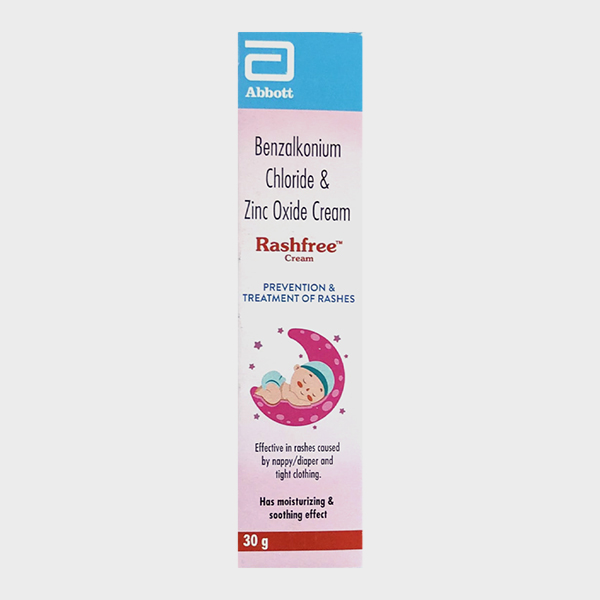 Abbott
Benzalkonium
Chloride &
Zinc Oxide Cream
Rashfree™
Cream
PREVENTION &
TREATMENT OF RASHES
Effective in rashes caused
by nappy/diaper and
tight clothing.
Has moisturizing &
soothing effect
30 g